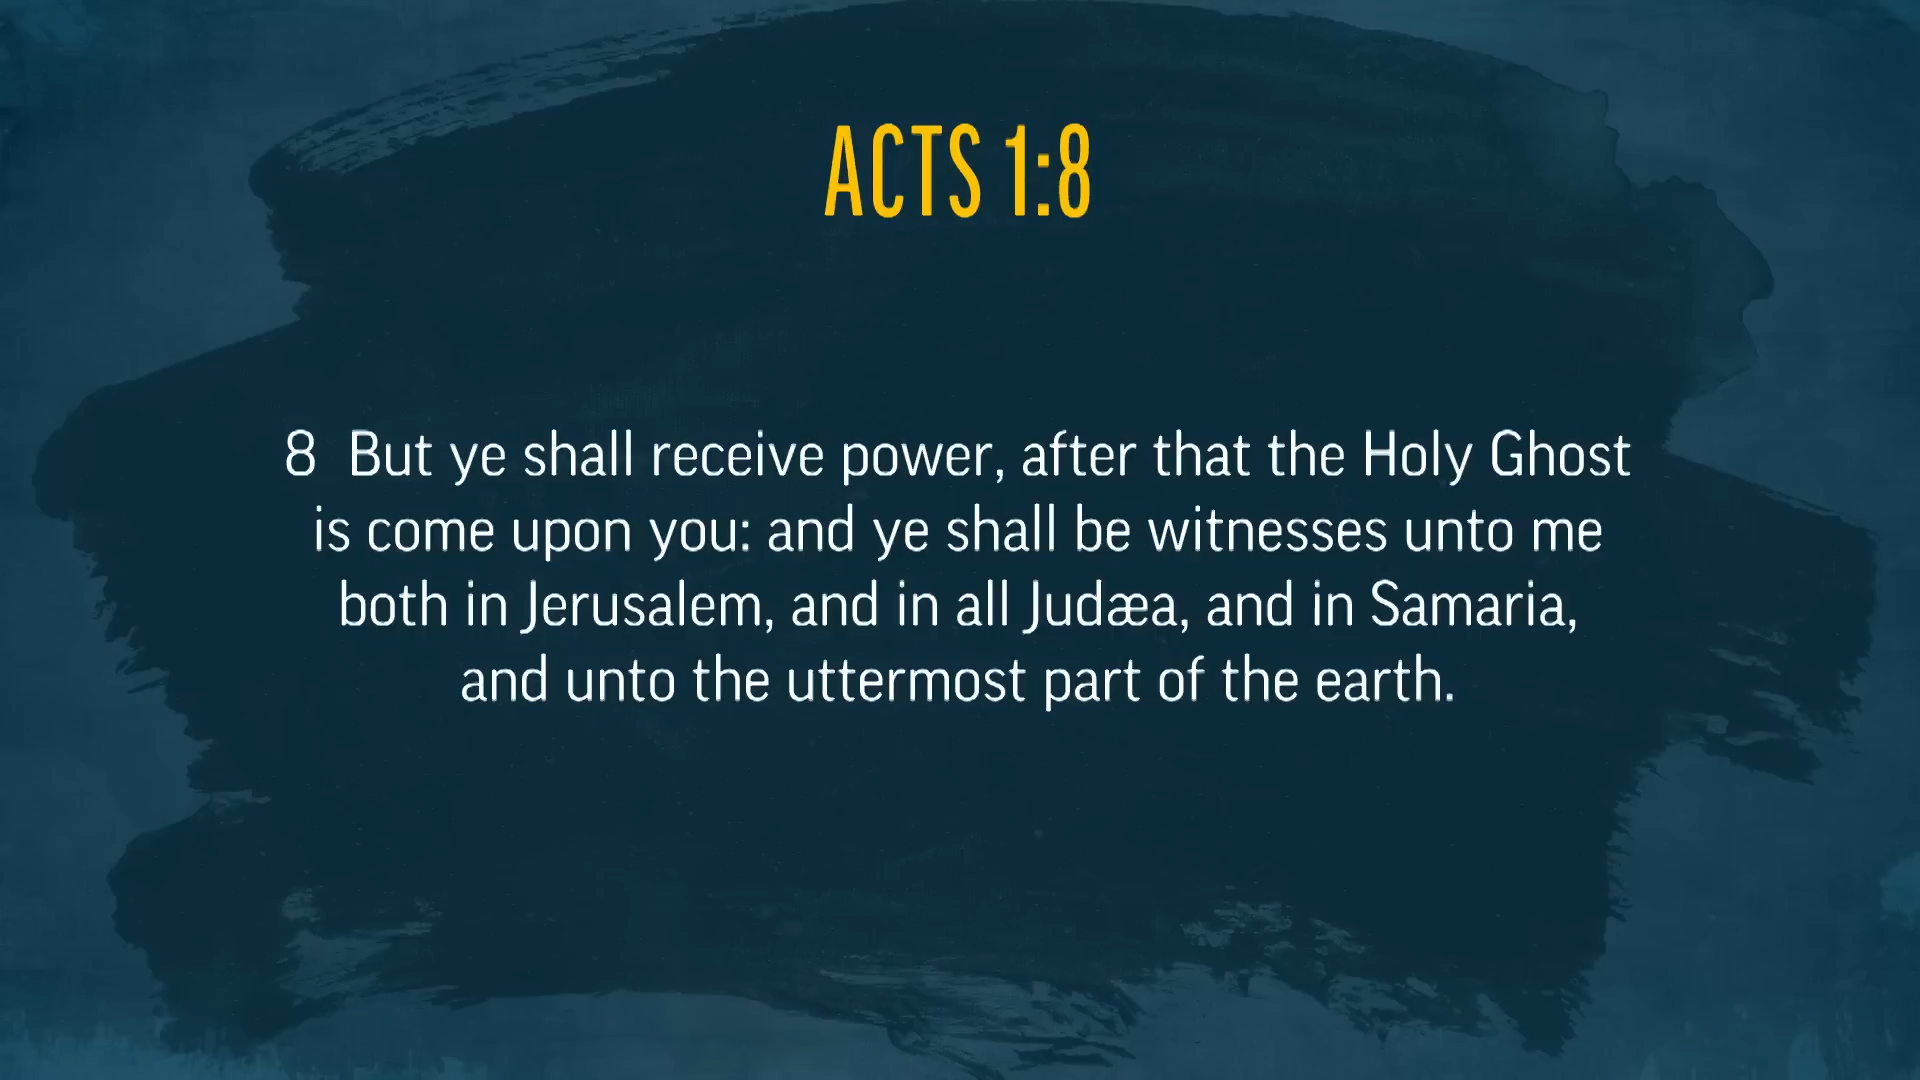 ACTS 1:8
8  But ye shall receive power, after that the Holy Ghost
is come upon you: and ye shall be witnesses unto me
both in Jerusalem, and in all Judæa, and in Samaria,
and unto the uttermost part of the earth.